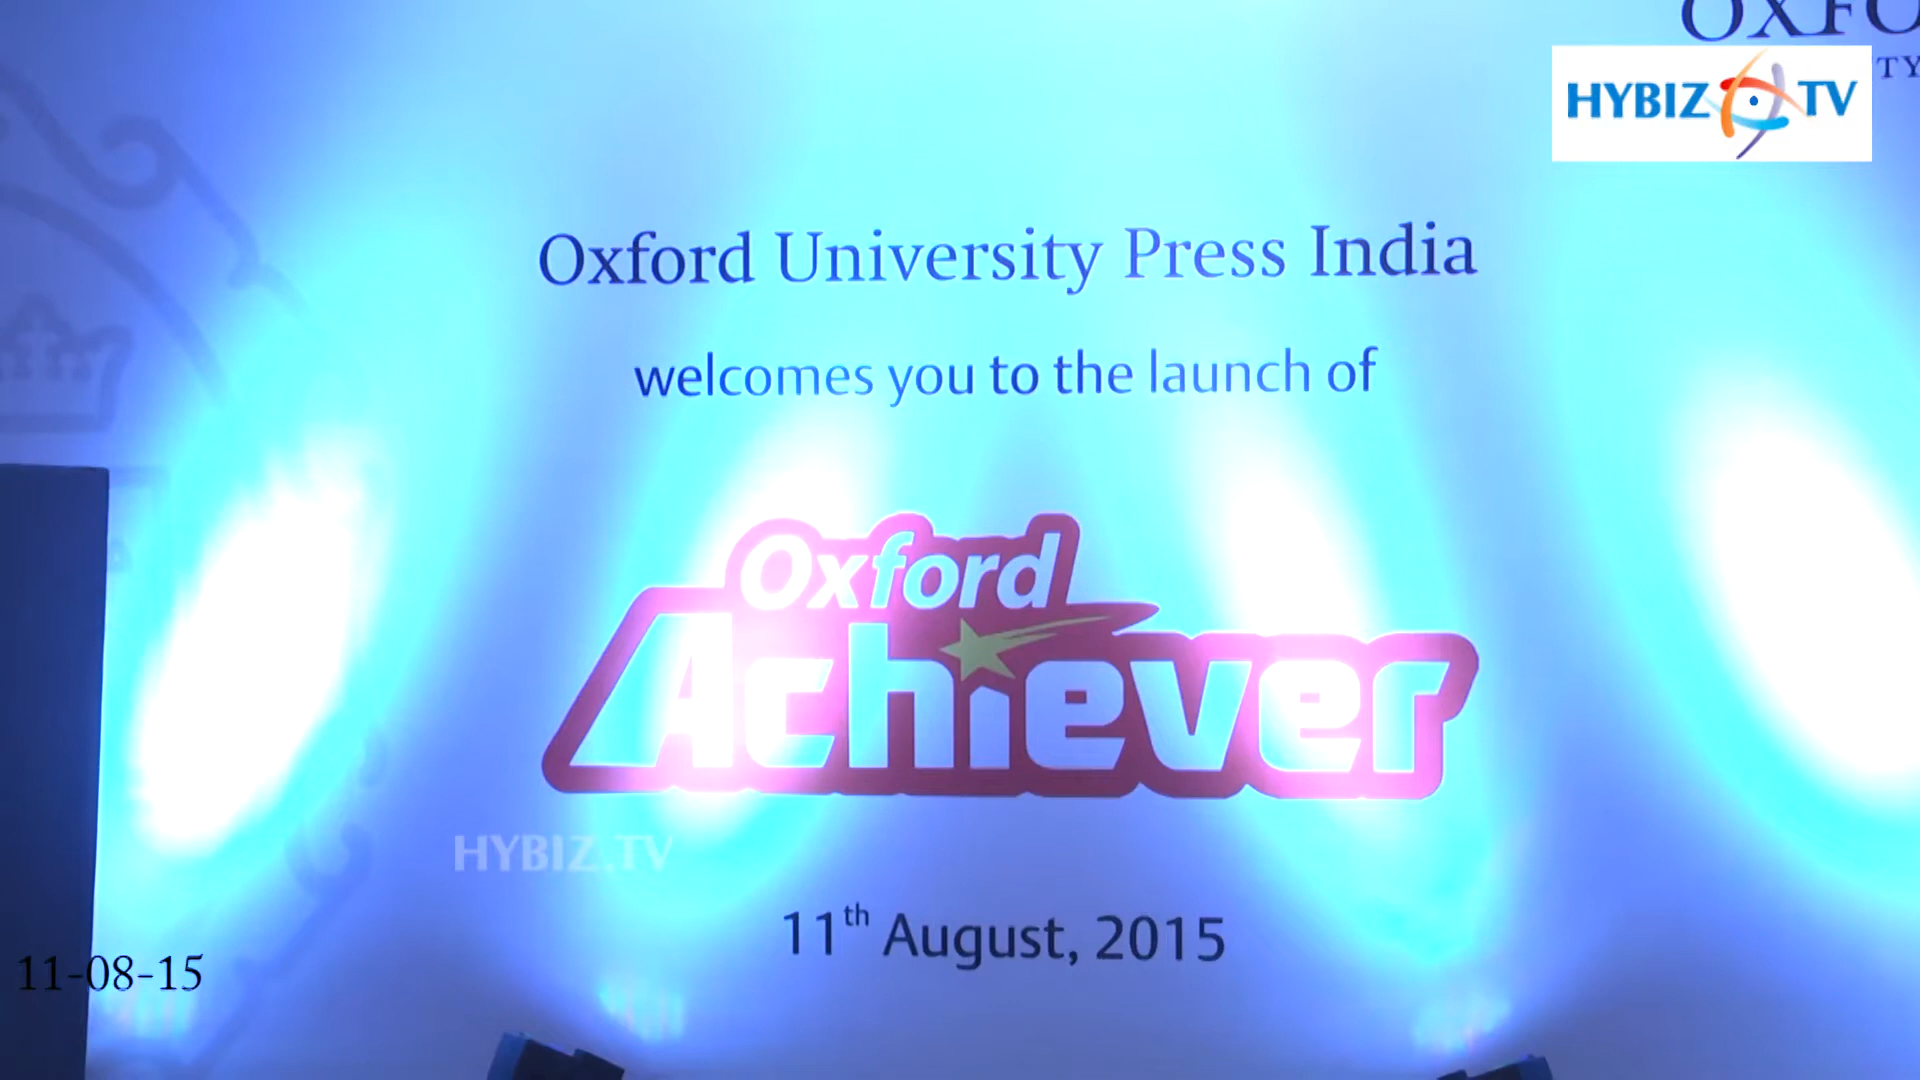 HYBIZ TV
Oxford University Press India
welcomes you to the launch of
Oxford
Achiever
HYBIZ.TV
11th August, 2015
11-08-15